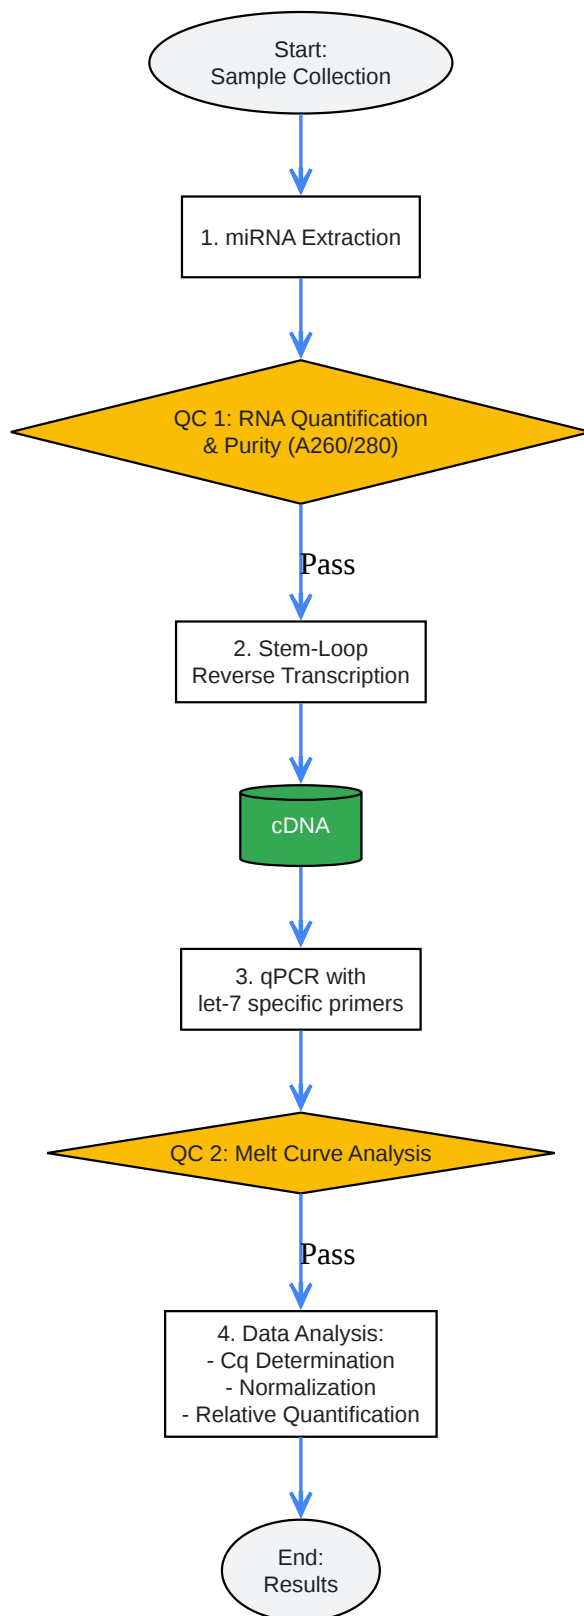 Start:
Sample Collection
1. miRNA Extraction
QC 1: RNA Quantification
& Purity (A260/280)
Pass
2. Stem-Loop
Reverse Transcription
cDNA
3. qPCR with
let-7 specific primers
QC 2: Melt Curve Analysis
Pass
4. Data Analysis:
- Cq Determination
- Normalization
- Relative Quantification
End:
Results